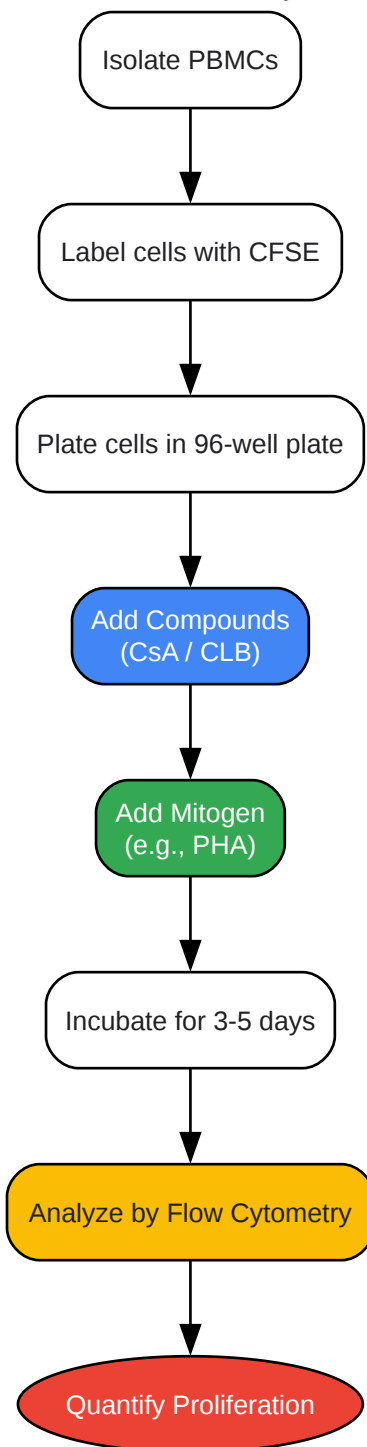 Isolate PBMCs
Label cells with CFSE
Plate cells in 96-well plate
Add Compounds
(CsA / CLB)
Add Mitogen
(e.g., PHA)
Incubate for 3-5 days
Analyze by Flow Cytometry
Quantify Proliferation